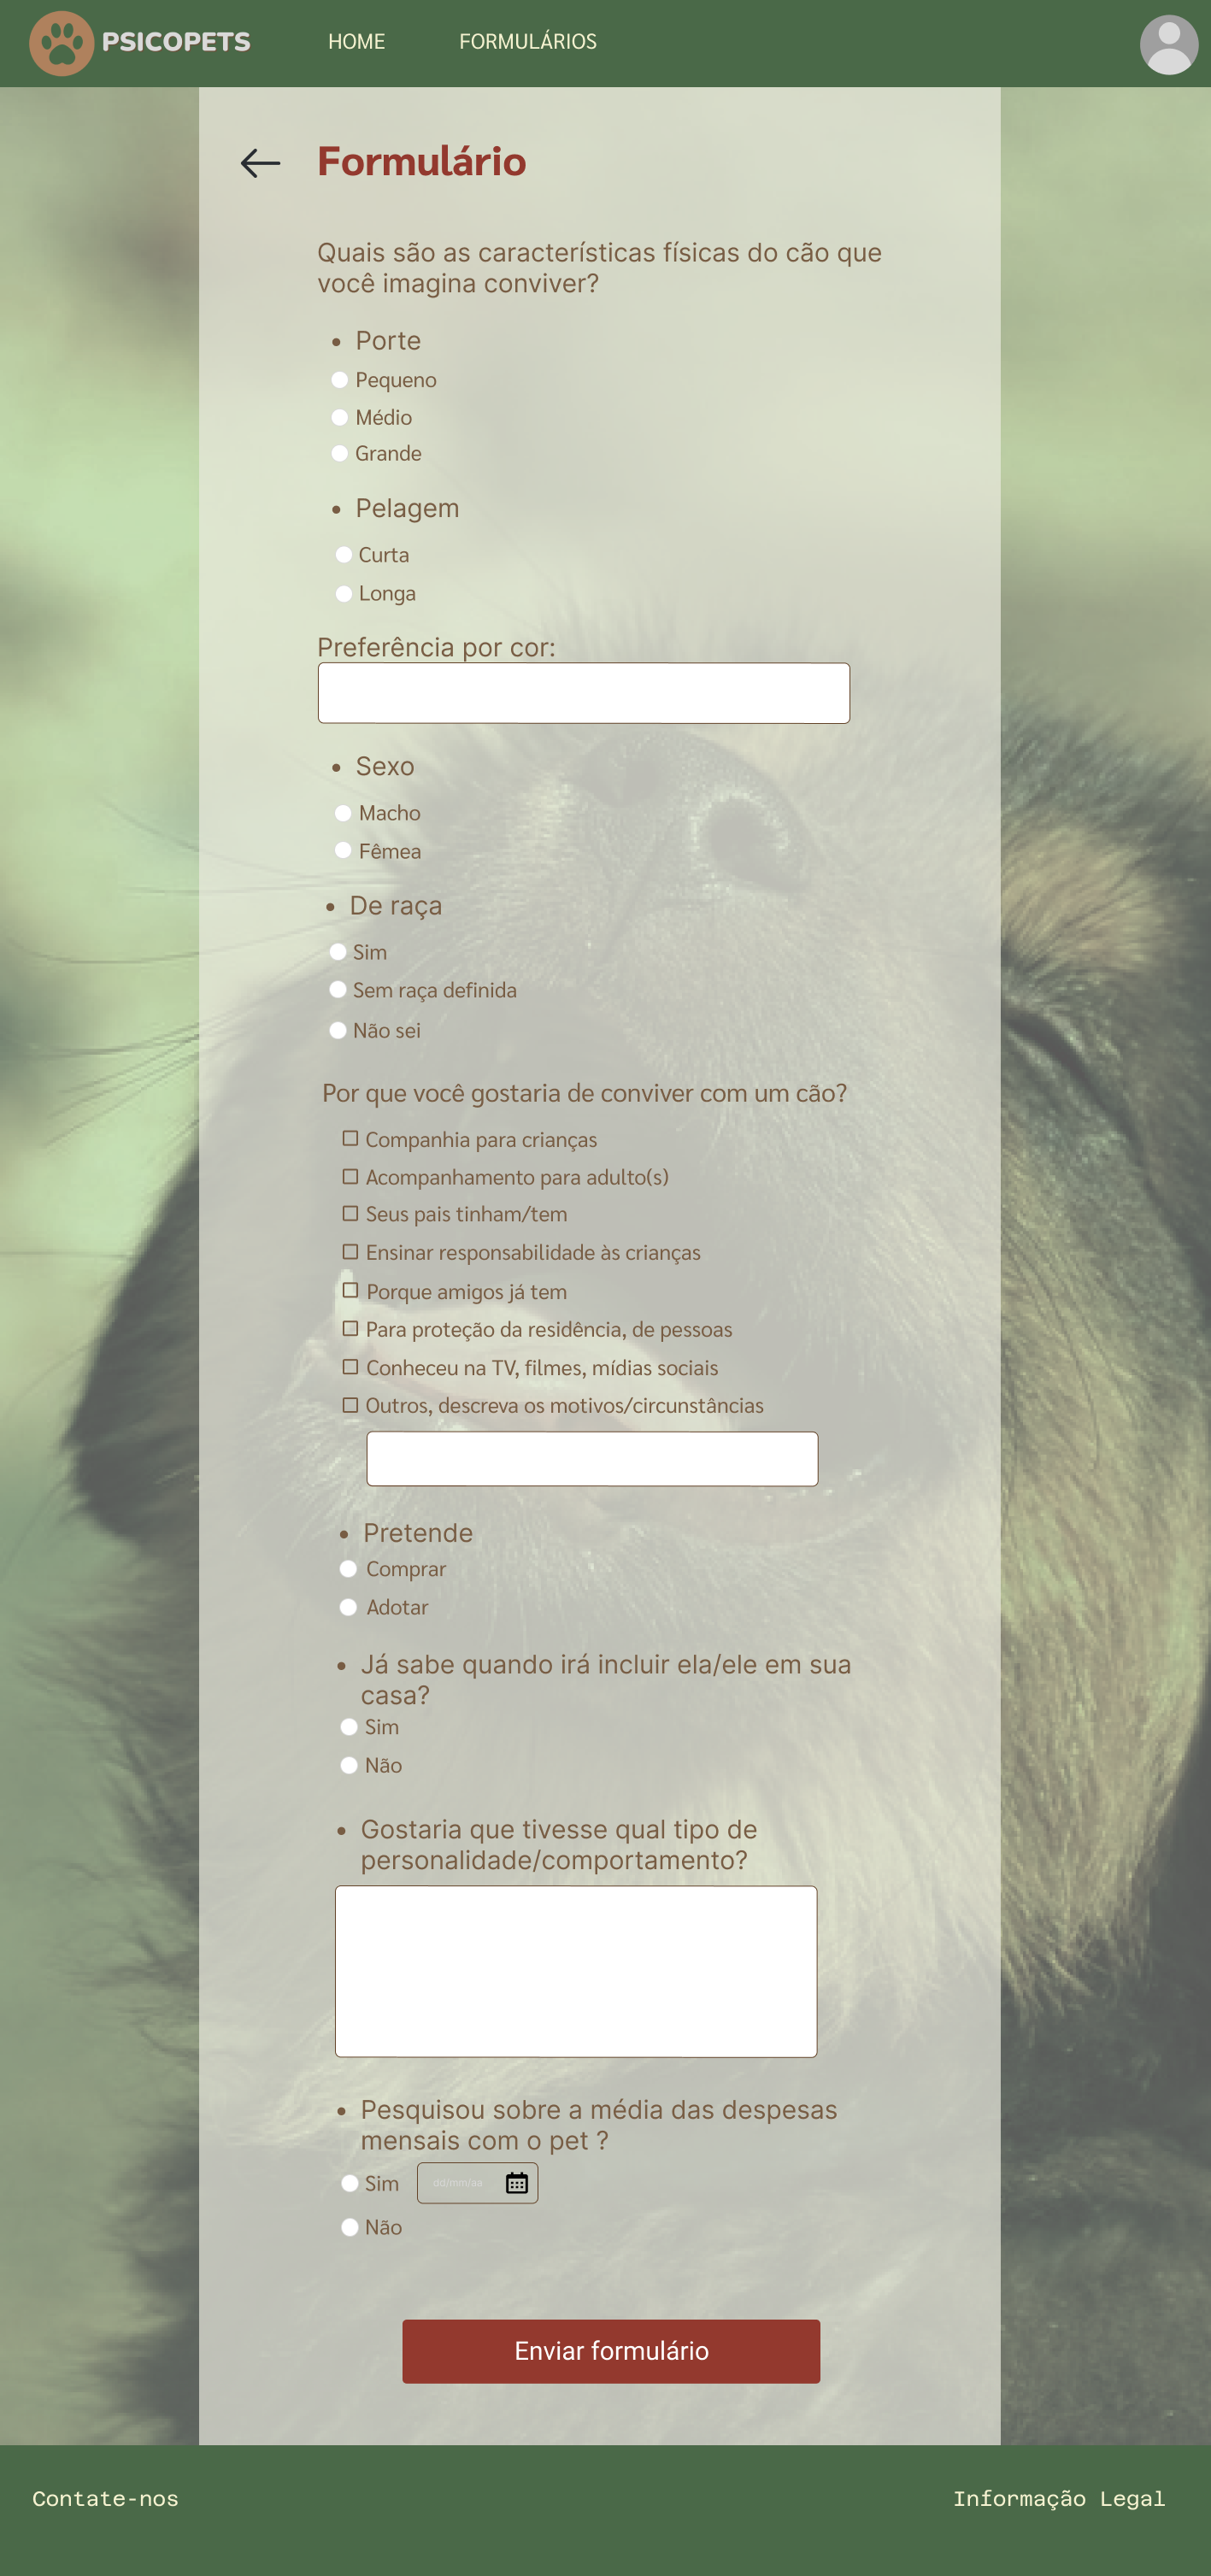 PSICOPETS
HOME
FORMULÁRIOS
Formulário
Quais são as características físicas do cão que
você imagina conviver?
• Porte
Pequeno
Médio
Grande
• Pelagem
Curta
Longa
Preferência por cor:
• Sexo
Macho
Fêmea
• De raça
Sim
Sem raça definida
Não sei
Por que você gostaria de conviver com um cão?
Companhia para crianças
Acompanhamento para adulto(s)
Seus pais tinham/tem
Ensinar responsabilidade às crianças
Porque amigos já tem
Para proteção da residência, de pessoas
Conheceu na TV, filmes, mídias sociais
Outros, descreva os motivos/circunstâncias
• Pretende
Comprar
Adotar
• Já sabe quando irá incluir ela/ele em sua
casa?
Sim
Não
• Gostaria que tivesse qual tipo de
personalidade/comportamento?
• Pesquisou sobre a média das despesas
mensais com o pet ?
Sim
dd/mm/aa
Não
Enviar formulário
Contate-nos
Informação Legal